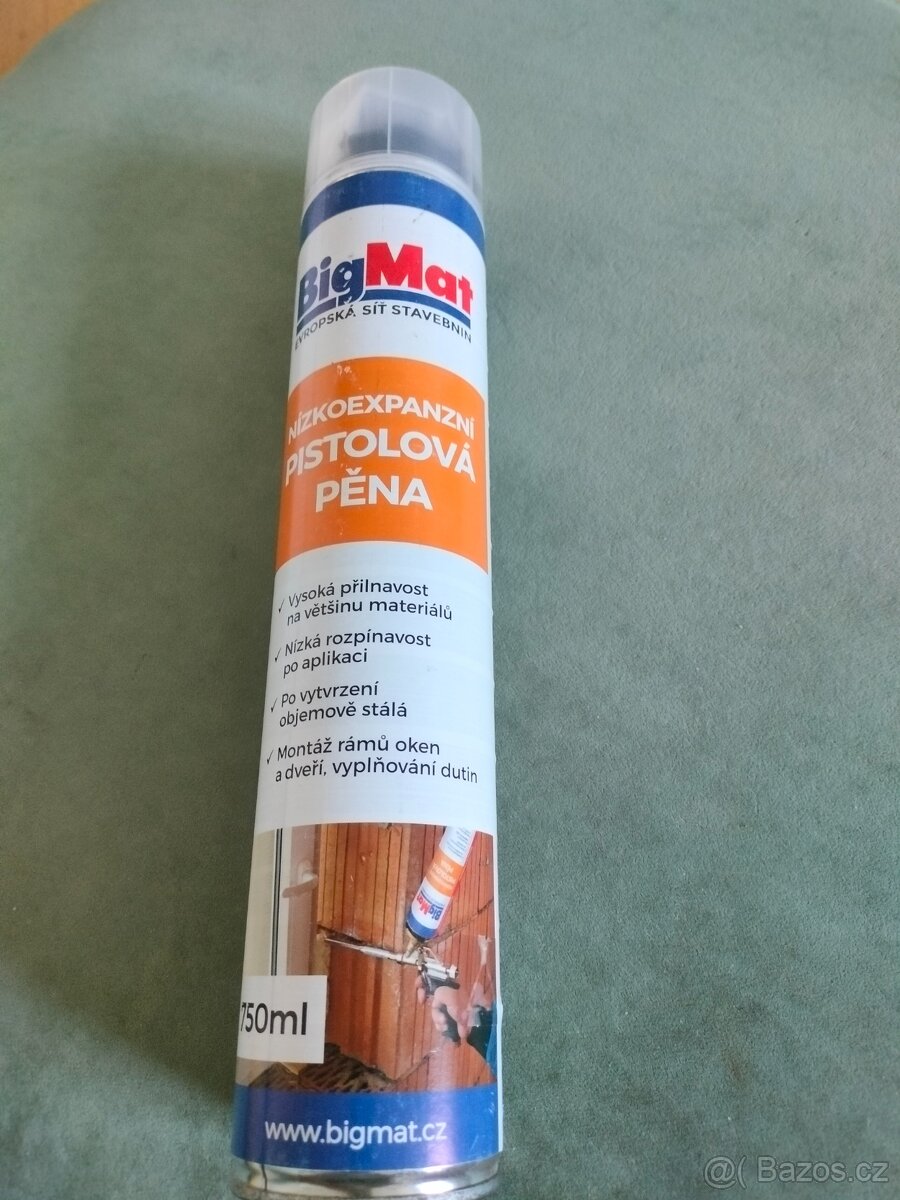 BigMat
EVROPSKÁ SÍŤ STAVEBNIN
NÍZKOEXPANZNÍ
PISTOLOVÁ
PĚNA
✓ Vysoká přilnavost
na většinu materiálů
✓ Nízká rozpínavost
po aplikaci
✓ Po vytvrzení
objemově stálá
✓ Montáž rámů oken
a dveří, vyplňování dutin
BigMat
750ml
www.bigmat.cz
@( Bazos.cz